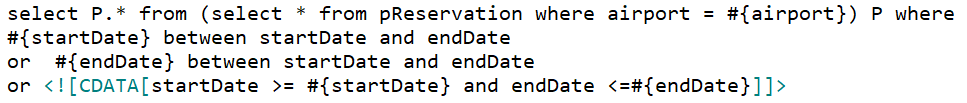 select P.* from (select * from pReservation where airport = #{airport}) P where
#{startDate} between startDate and endDate
or  #{endDate} between startDate and endDate
or <![CDATA[startDate >= #{startDate} and endDate <=#{endDate}]]>